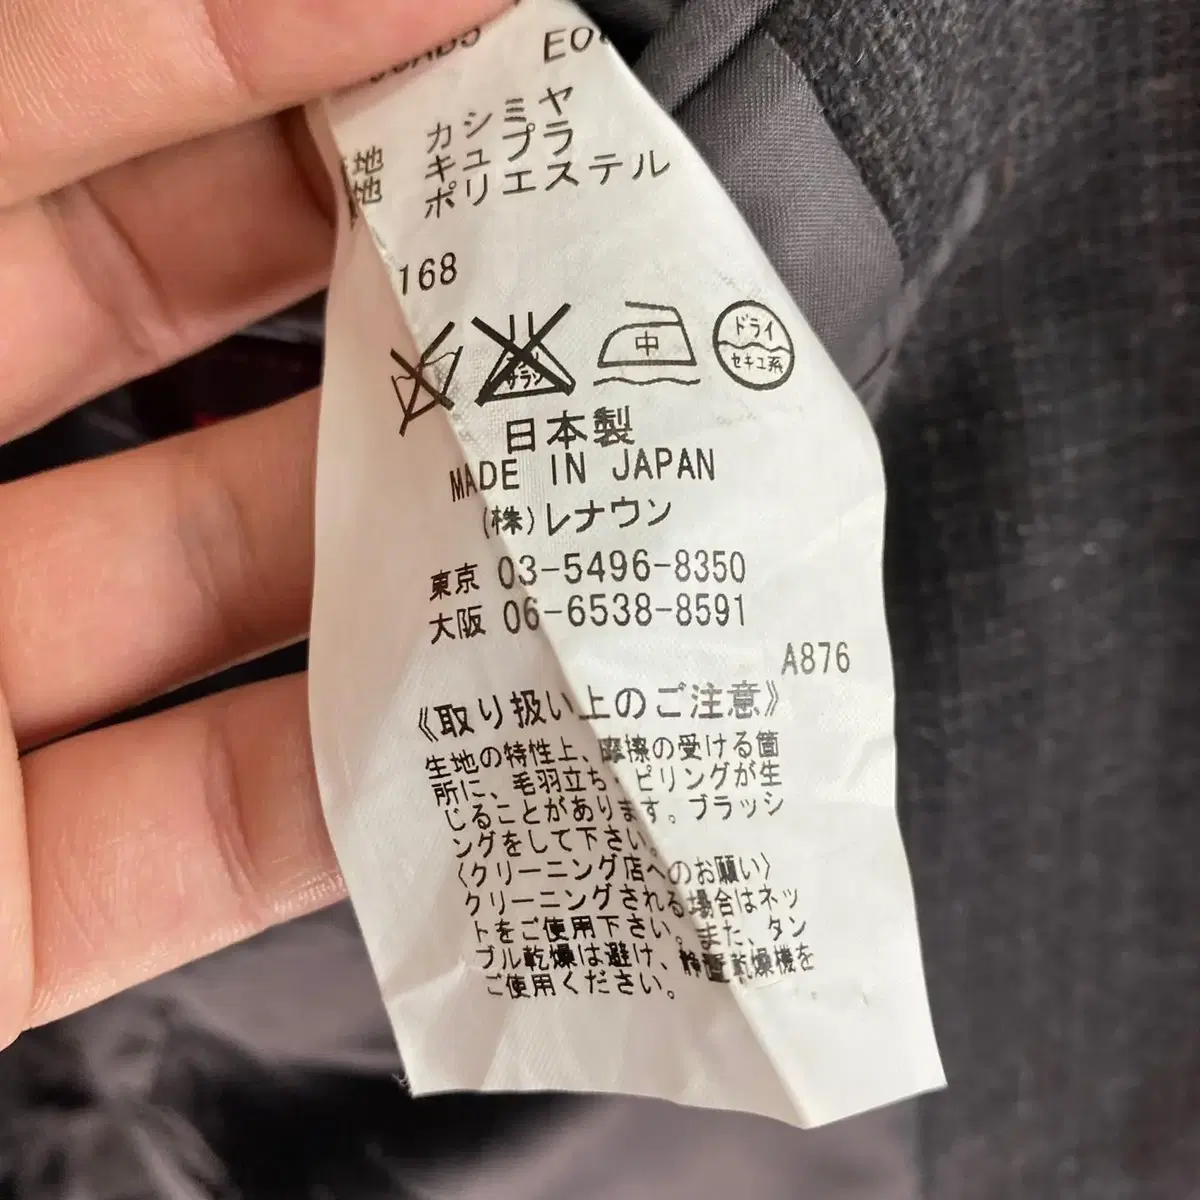 カシミヤ
地 キュプラ
地 ポリエステル
168
サラシ
中
ドライ
セキユ系
日本製
MADE IN JAPAN
(株)レナウン
東京 03-5496-8350
大阪 06-6538-8591
A876
《取り扱い上のご注意》
生地の特性上、摩擦の受ける箇
所に、毛羽立ち・ピリングが生
じることがあります。ブラッシ
ングをして下さい。
〈クリーニング店へのお願い〉
クリーニングされる場合はネッ
トをご使用下さい。また、タン
ブル乾燥は避け、静置乾燥機を
ご使用ください。